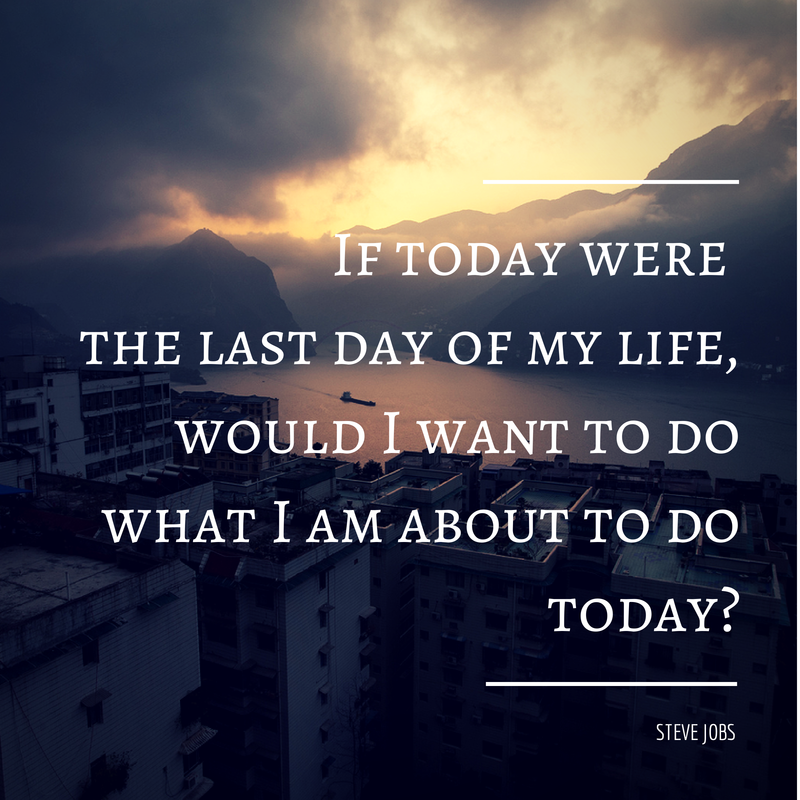 If today were
the last day of my life,
would I want to do
what I am about to do
today?
STEVE JOBS